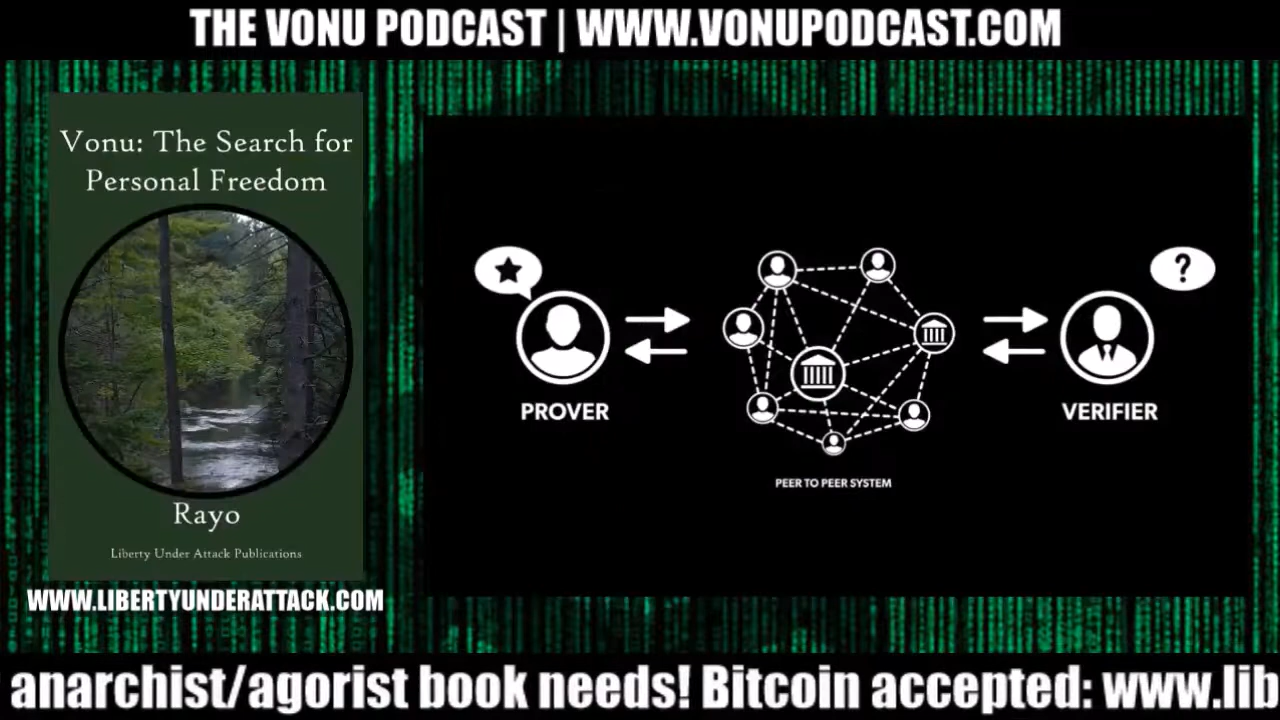 THE VONU PODCAST | WWW.VONUPODCAST.COM
Vonu: The Search for
Personal Freedom
Rayo
Liberty Under Attack Publications
WWW.LIBERTYUNDERATTACK.COM
?
PROVER
VERIFIER
PEER TO PEER SYSTEM
anarchist/agorist book needs! Bitcoin accepted: www.lib